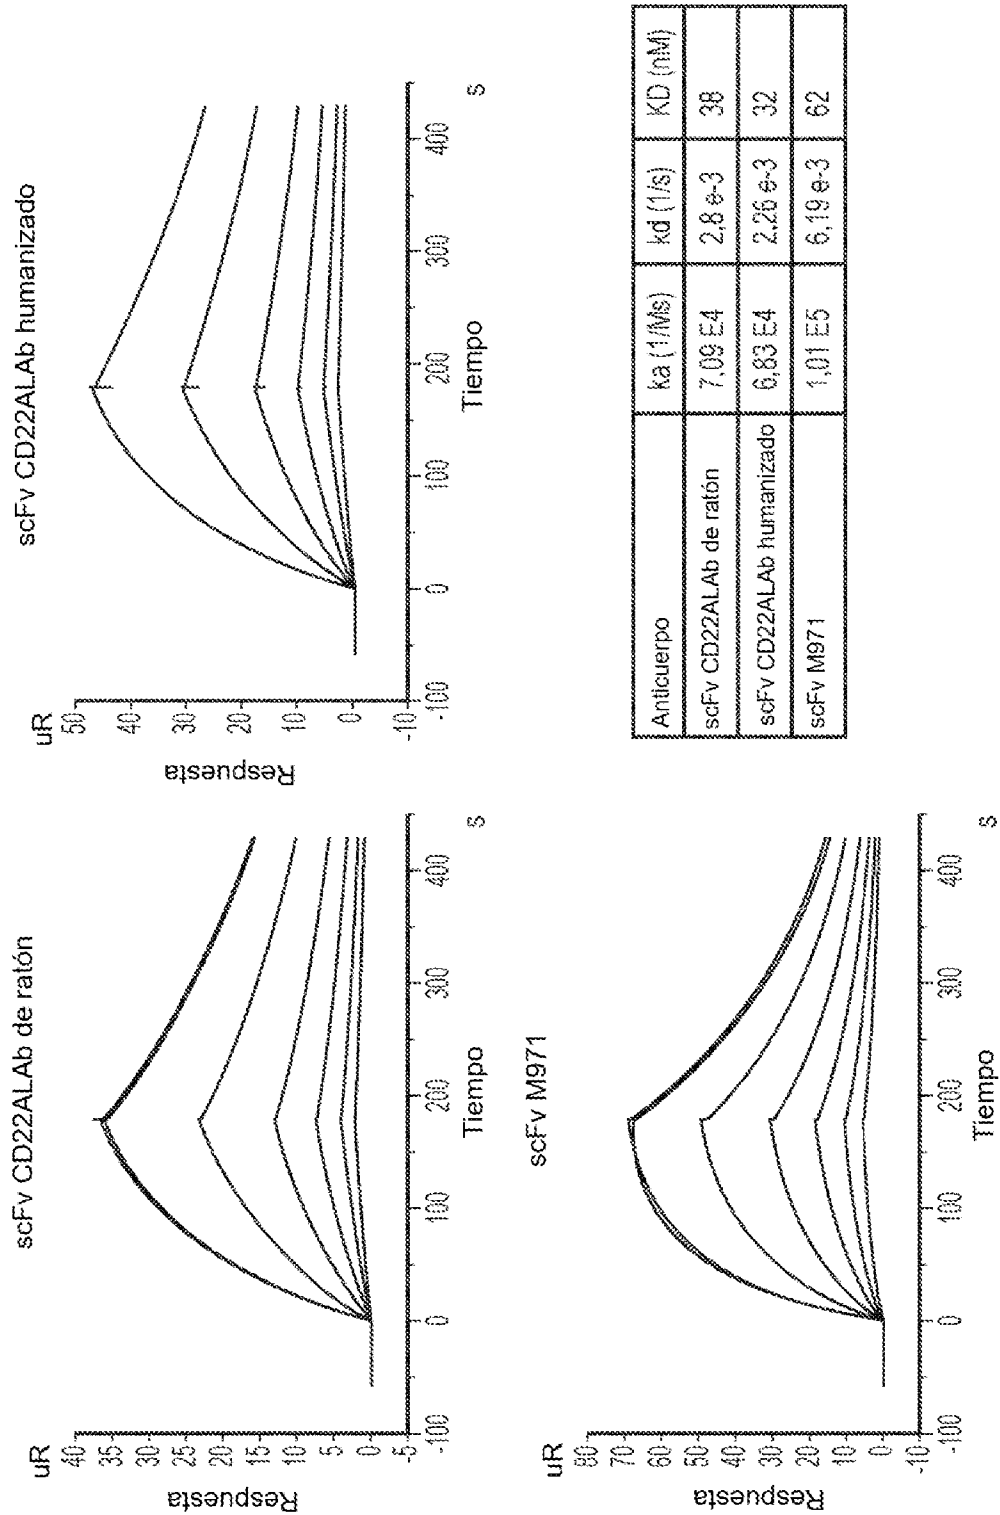 scFv CD22ALAb de ratón
uR
40
35
30
25
20
15
10
5
0
-5
Respuesta
-100
0
100
200
300
400
Tiempo
s
scFv CD22ALAb humanizado
uR
50
40
30
20
10
0
-10
Respuesta
-100
0
100
200
300
400
Tiempo
s
scFv M971
uR
80
70
60
50
40
30
20
10
0
-10
Respuesta
-100
0
100
200
300
400
Tiempo
s
Anticuerpo ka (1/Ms) kd (1/s) KD (nM)
scFv CD22ALAb de ratón 7,09 E4 2,8 e-3 38
scFv CD22ALAb humanizado 6,83 E4 2,26 e-3 32
scFv M971 1,01 E5 6,19 e-3 62